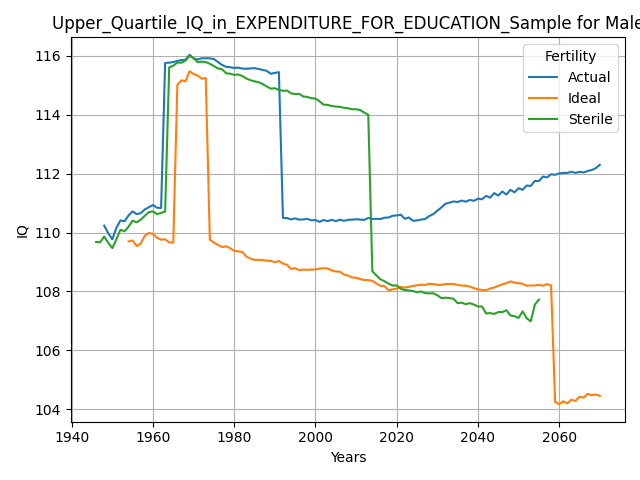 Upper_Quartile_IQ_in_EXPENDITURE_FOR_EDUCATION_Sample for Male
116
114
112
110
108
106
104
IQ
Fertility
Actual
Ideal
Sterile
1940 1960 1980 2000 2020 2040 2060
Years